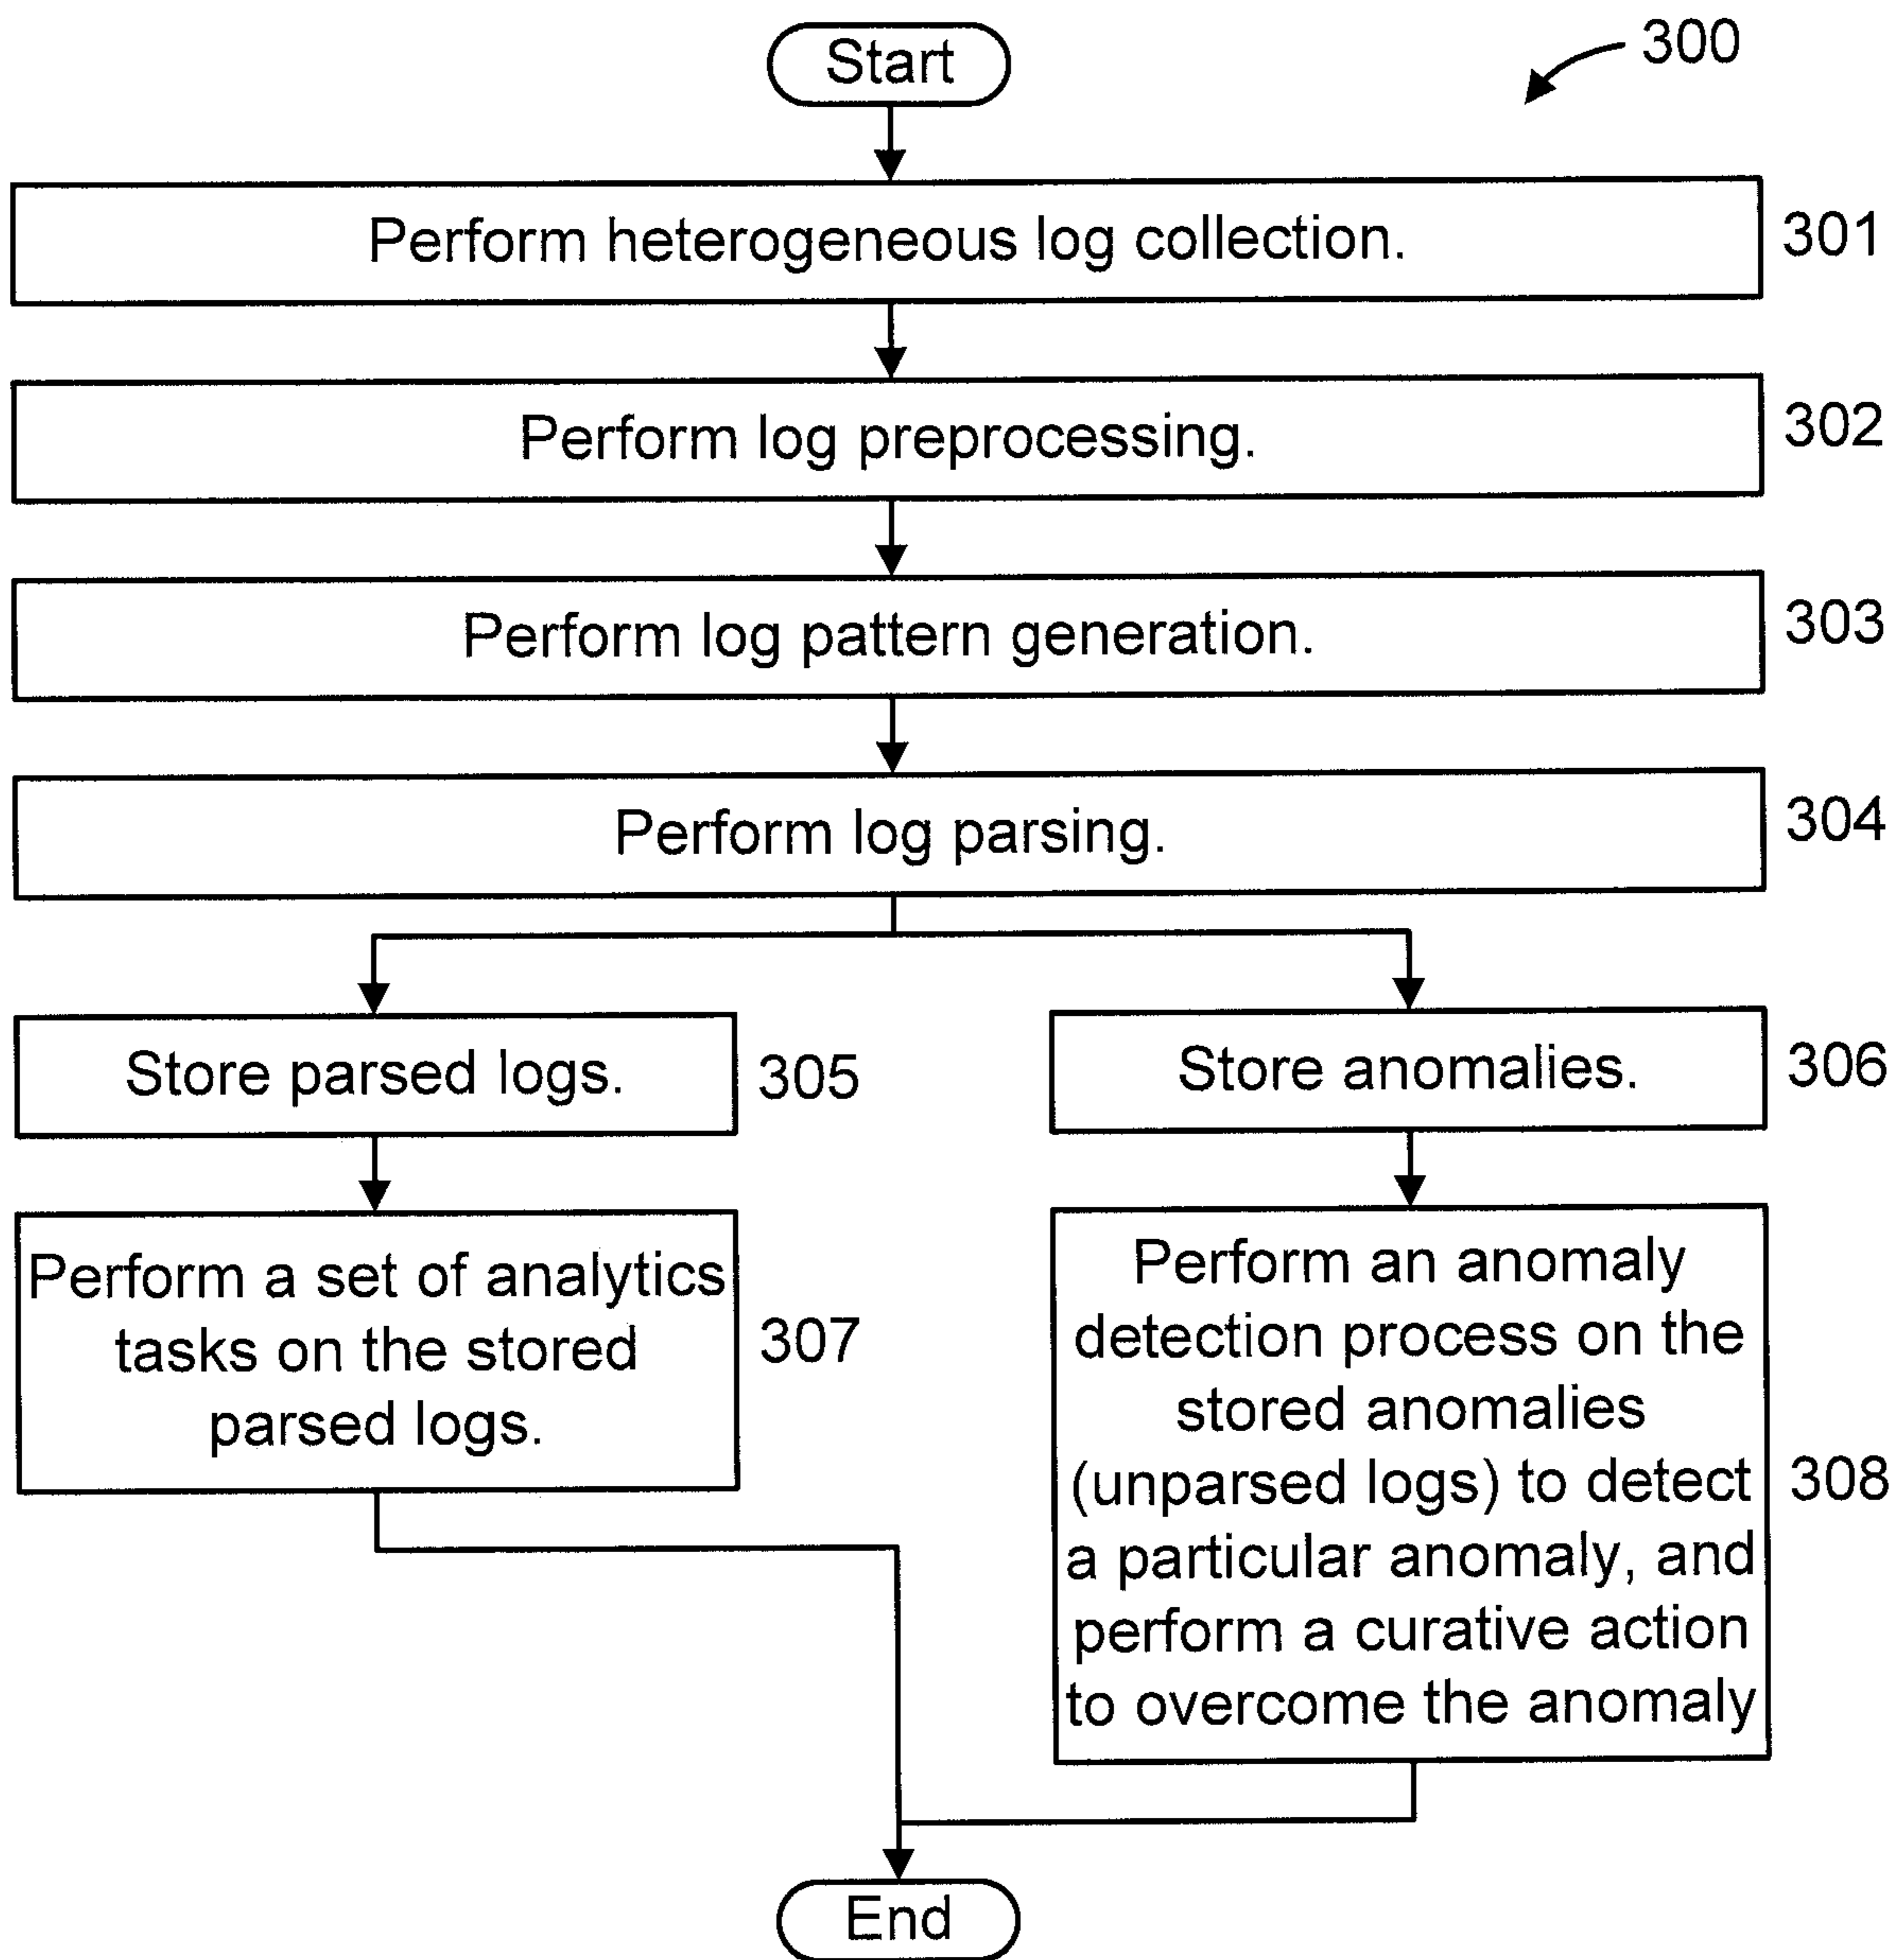 Start
300
Perform heterogeneous log collection.
301
Perform log preprocessing.
302
Perform log pattern generation.
303
Perform log parsing.
304
Store parsed logs.
305
Store anomalies.
306
Perform a set of analytics
tasks on the stored
parsed logs.
307
Perform an anomaly
detection process on the
stored anomalies
(unparsed logs) to detect
a particular anomaly, and
perform a curative action
to overcome the anomaly
308
End